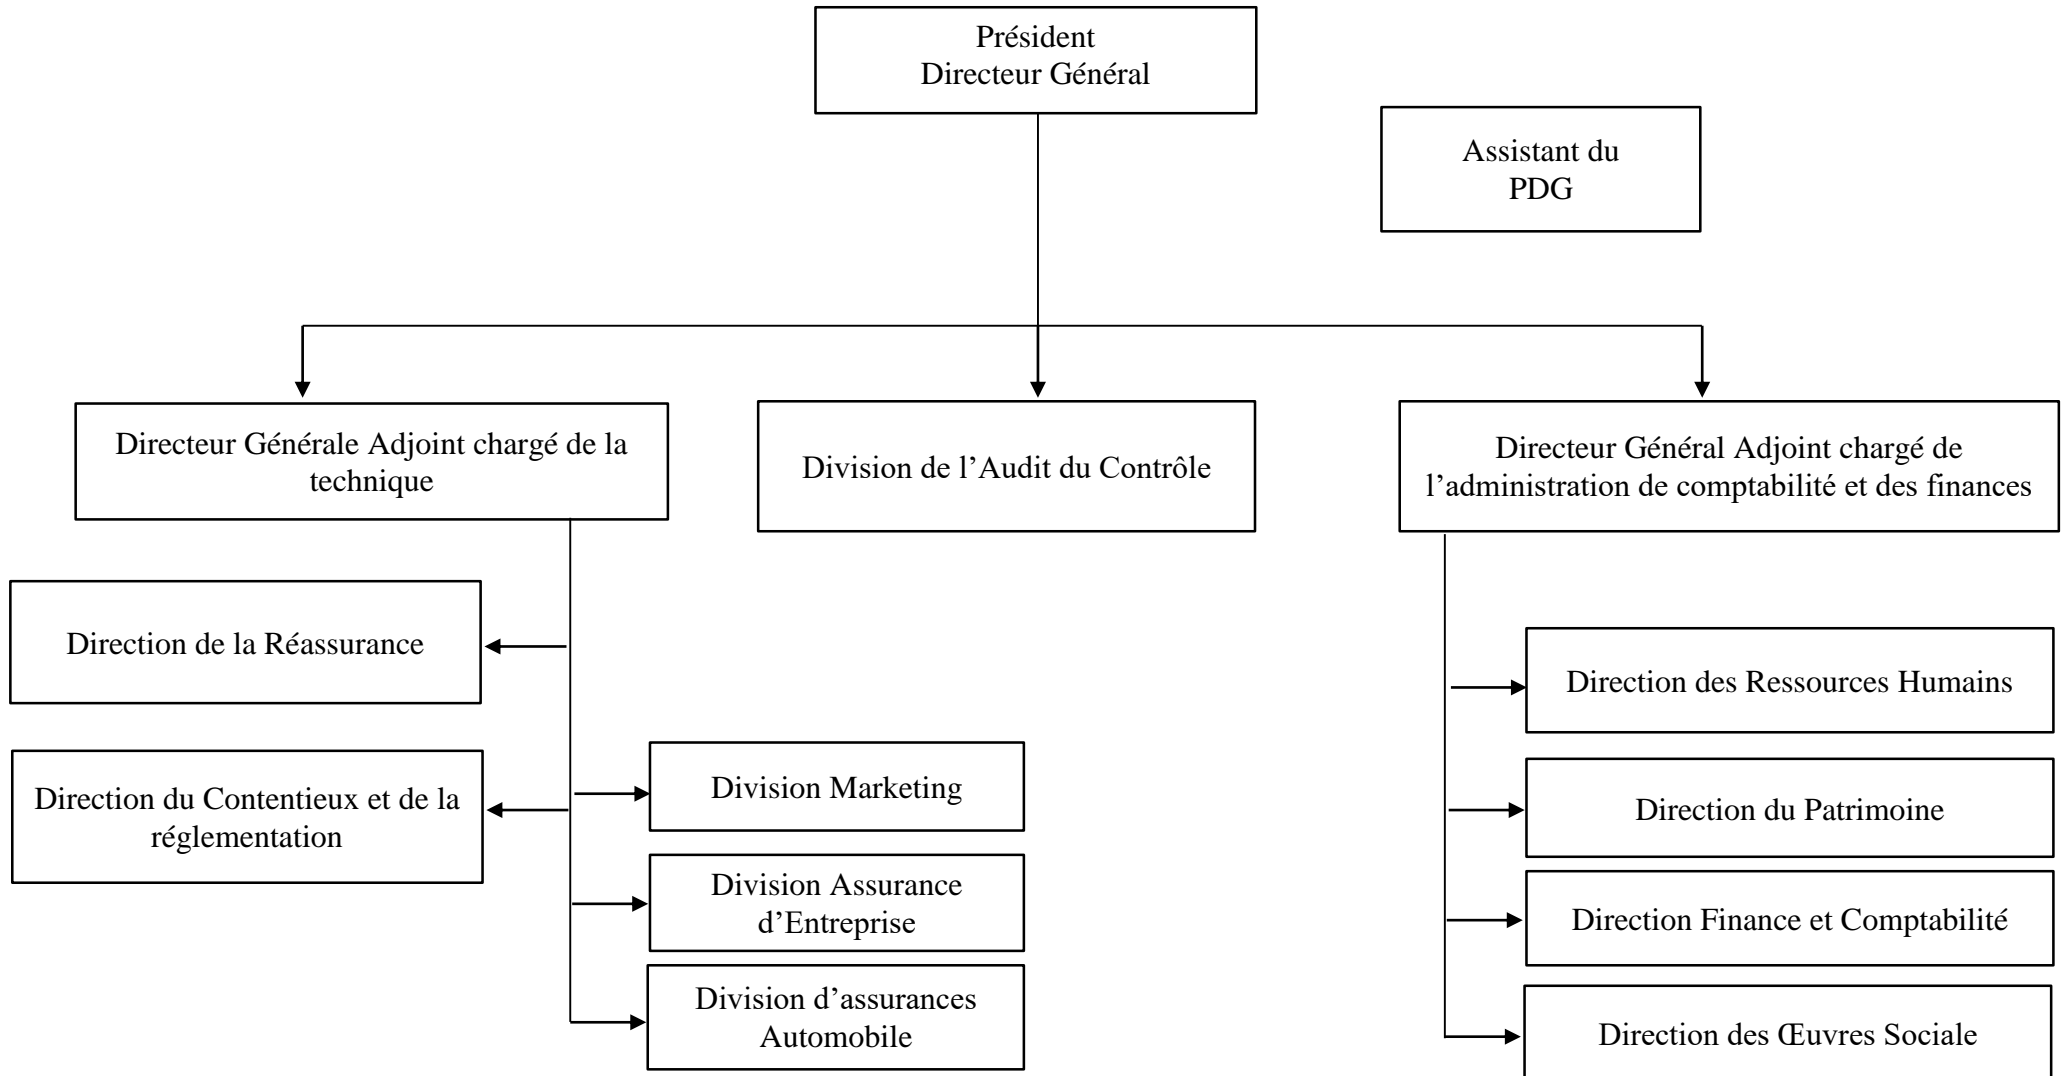 Président
Directeur Général
Assistant du
PDG
Directeur Générale Adjoint chargé de la
technique
Division de l’Audit du Contrôle
Directeur Général Adjoint chargé de
l’administration de comptabilité et des finances
Direction de la Réassurance
Direction du Contentieux et de la
réglementation
Division Marketing
Division Assurance
d’Entreprise
Division d’assurances
Automobile
Direction des Ressources Humains
Direction du Patrimoine
Direction Finance et Comptabilité
Direction des Œuvres Sociale